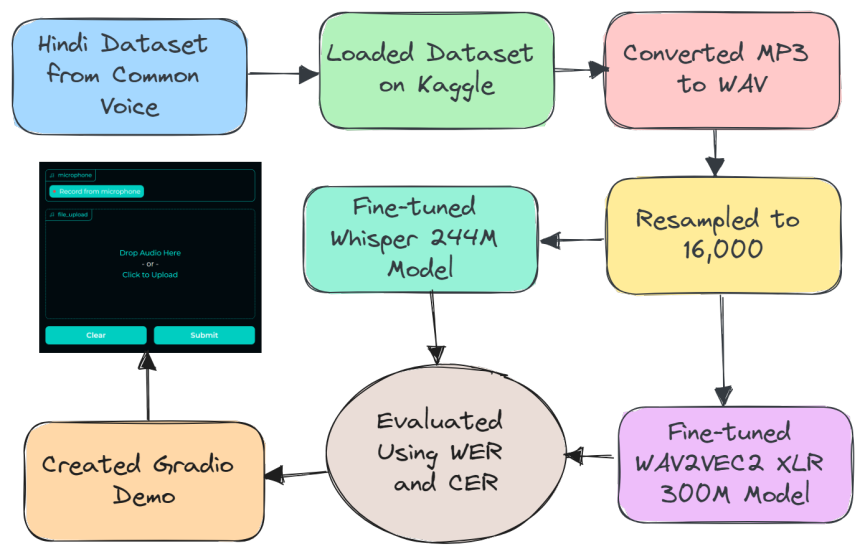 Hindi Dataset
from Common
Voice
Loaded Dataset
on Kaggle
Converted MP3
to WAV
microphone
Record from microphone
file_upload
Drop Audio Here
- or -
Click to Upload
Clear
Submit
Fine-tuned
Whisper 244M
Model
Resampled to
16,000
Created Gradio
Demo
Evaluated
Using WER
and CER
Fine-tuned
WAV2VEC2 XLR
300M Model